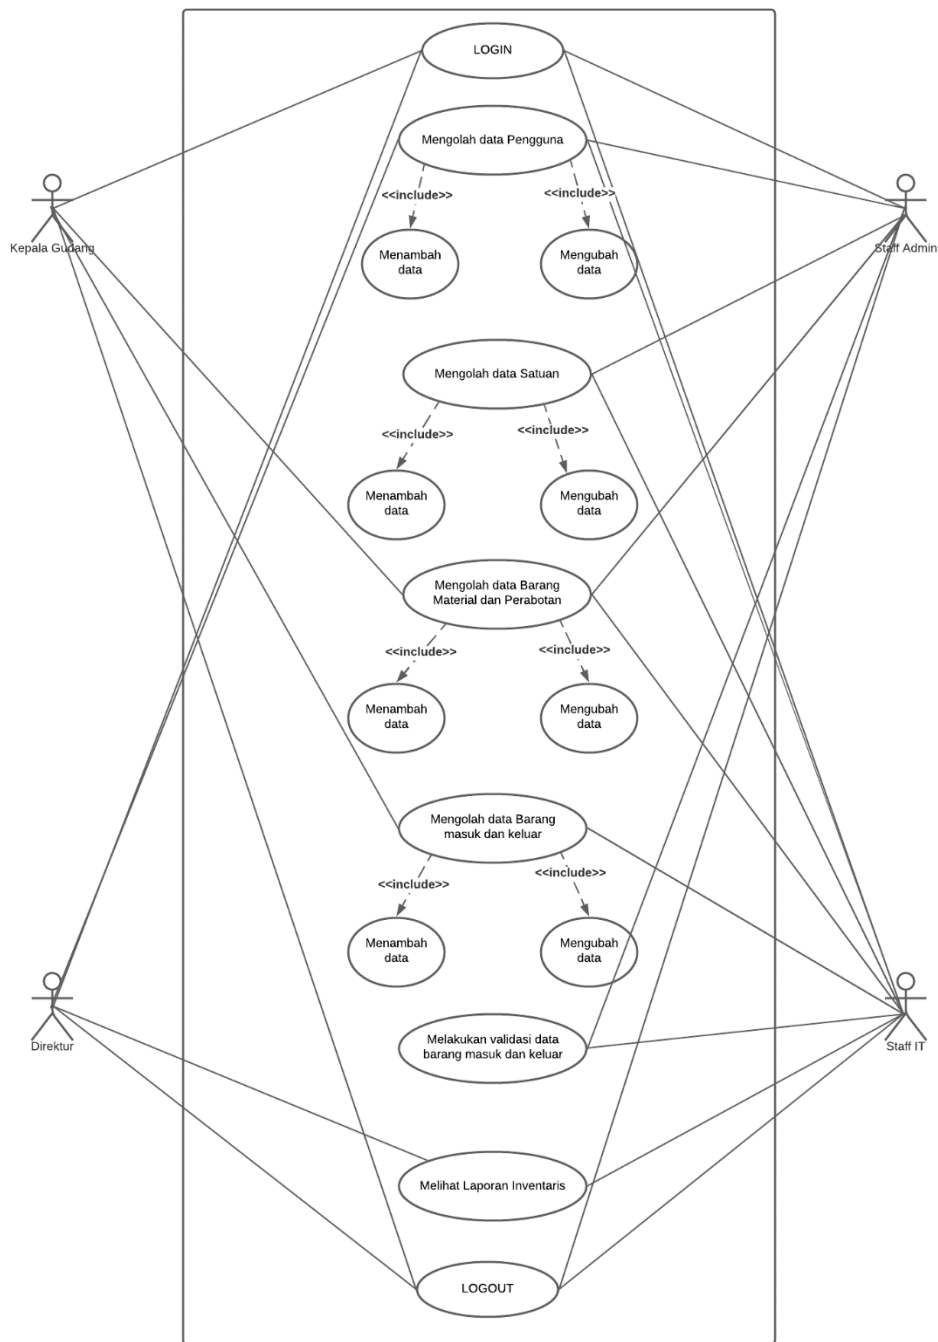 LOGIN
Mengolah data Pengguna
<<include>>
<<include>>
Kepala Gudang
Staff Admin
Menambah
data
Mengubah
data
Mengolah data Satuan
<<include>>
<<include>>
Menambah
data
Mengubah
data
Mengolah data Barang
Material dan Perabotan
<<include>>
<<include>>
Menambah
data
Mengubah
data
Mengolah data Barang
masuk dan keluar
<<include>>
<<include>>
Menambah
data
Mengubah
data
Direktur
Staff IT
Melakukan validasi data
barang masuk dan keluar
Melihat Laporan Inventaris
LOGOUT